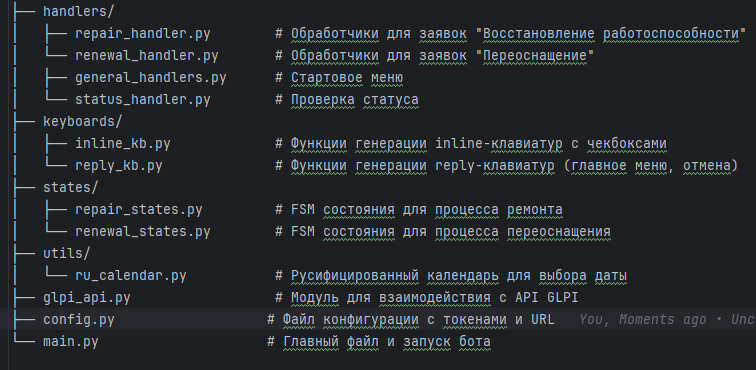 ├── handlers/
│   ├── repair_handler.py        # Обработчики для заявок "Восстановление работоспособности"
│   └── renewal_handler.py       # Обработчики для заявок "Переоснащение"
│   ├── general_handlers.py      # Стартовое меню
│   └── status_handler.py        # Проверка статуса
├── keyboards/
│   ├── inline_kb.py             # Функции генерации inline-клавиатур с чекбоксами
│   └── reply_kb.py              # Функции генерации reply-клавиатур (главное меню, отмена)
├── states/
│   ├── repair_states.py         # FSM состояния для процесса ремонта
│   └── renewal_states.py        # FSM состояния для процесса переоснащения
├── utils/
│   └── ru_calendar.py           # Русифицированный календарь для выбора даты
├── glpi_api.py                  # Модуль для взаимодействия с API GLPI
├── config.py                   # Файл конфигурации с токенами и URL   You, Moments ago • Unc
└── main.py                     # Главный файл и запуск бота